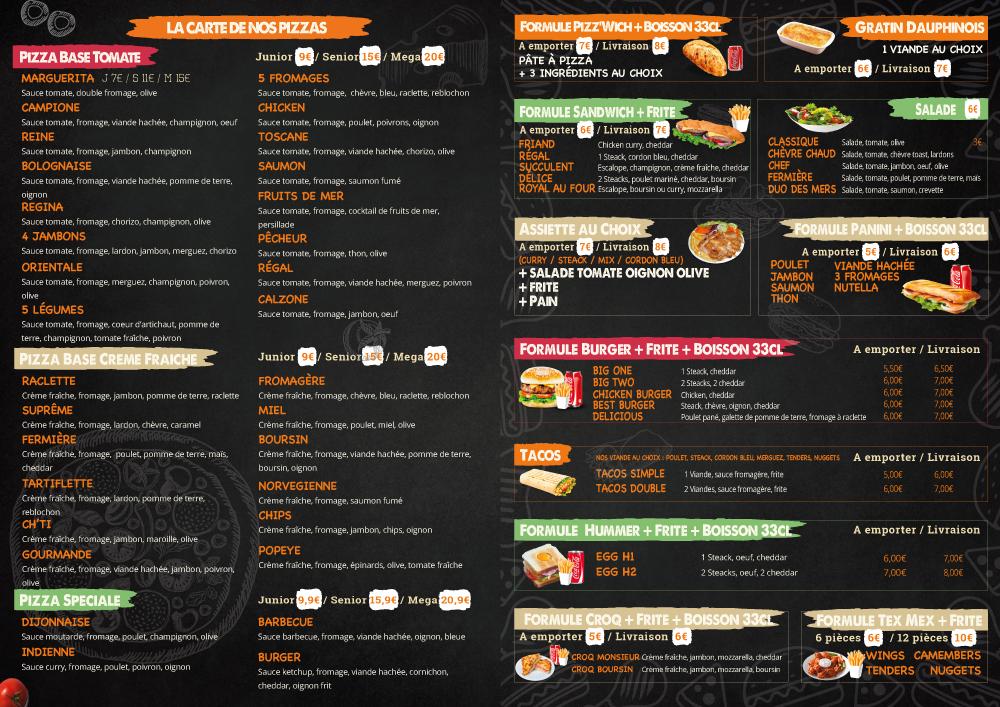 LA CARTE DE NOS PIZZAS
PIZZA BASE TOMATE
Junior 9€ / Senior 15€ / Mega 20€
MARGUERITA J 7E / S 11E / M 15E
Sauce tomate, double fromage, olive
CAMPIONE
Sauce tomate, fromage, viande hachée, champignon, oeuf
REINE
Sauce tomate, fromage, jambon, champignon
BOLOGNAISE
Sauce tomate, fromage, viande hachée, pomme de terre,
oignon
REGINA
Sauce tomate, fromage, chorizo, champignon, olive
4 JAMBONS
Sauce tomate, fromage, lardon, jambon, merguez, chorizo
ORIENTALE
Sauce tomate, fromage, merguez, champignon, poivron,
olive
5 LÉGUMES
Sauce tomate, fromage, coeur d'artichaut, pomme de
terre, champignon, tomate fraîche, poivron
5 FROMAGES
Sauce tomate, fromage, chèvre, bleu, raclette, reblochon
CHICKEN
Sauce tomate, fromage, poulet, poivrons, oignon
TOSCANE
Sauce tomate, fromage, viande hachée, chorizo, olive
SAUMON
Sauce tomate, fromage, saumon fumé
FRUITS DE MER
Sauce tomate, fromage, cocktail de fruits de mer,
persillade
PÊCHEUR
Sauce tomate, fromage, thon, olive
RÉGAL
Sauce tomate, fromage, viande hachée, merguez, poivron
CALZONE
Sauce tomate, fromage, jambon, oeuf
PIZZA BASE CREME FRAICHE
Junior 9€ / Senior 15€ / Mega 20€
RACLETTE
Crème fraîche, fromage, jambon, pomme de terre, raclette
SUPRÊME
Crème fraîche, fromage, lardon, chèvre, caramel
FERMIÈRE
Crème fraîche, fromage, poulet, pomme de terre, maïs,
cheddar
TARTIFLETTE
Crème fraîche, fromage, lardon, pomme de terre,
reblochon
CH'TI
Crème fraîche, fromage, jambon, maroille, olive
GOURMANDE
Crème fraîche, fromage, viande hachée, jambon, poivron,
olive
FROMAGÈRE
Crème fraîche, fromage, chèvre, bleu, raclette, reblochon
MIEL
Crème fraîche, fromage, poulet, miel, olive
BOURSIN
Crème fraîche, fromage, viande hachée, pomme de terre,
boursin, oignon
NORVEGIENNE
Crème fraîche, fromage, saumon fumé
CHIPS
Crème fraîche, fromage, jambon, chips, oignon
POPEYE
Crème fraîche, fromage, épinards, olive, tomate fraîche
PIZZA SPECIALE
Junior 9,9€ / Senior 15,9€ / Mega 20,9€
DIJONNAISE
Sauce moutarde, fromage, poulet, champignon, olive
INDIENNE
Sauce curry, fromage, poulet, poivron, oignon
BARBECUE
Sauce barbecue, fromage, viande hachée, oignon, bleue
BURGER
Sauce ketchup, fromage, viande hachée, cornichon,
cheddar, oignon frit
FORMULE PIZZ'WICH + BOISSON 33CL
A emporter 7€ / Livraison 8€
PÂTE À PIZZA
+ 3 INGRÉDIENTS AU CHOIX
GRATIN DAUPHINOIS
1 VIANDE AU CHOIX
A emporter 6€ / Livraison 7€
FORMULE SANDWICH + FRITE
A emporter 6€ / Livraison 7€
FRIAND Chicken curry, cheddar
RÉGAL 1 Steack, cordon bleu, cheddar
SUCCULENT Escalope, champignon, crème fraîche, cheddar
DÉLICE 2 Steacks, poulet mariné, cheddar, boursin
ROYAL AU FOUR Escalope, boursin ou curry, mozzarella
SALADE 6€
CLASSIQUE Salade, tomate, olive 3€
CHÈVRE CHAUD Salade, tomate, chèvre toast, lardons
CHEF Salade, tomate, jambon, oeuf, olive
FERMIÈRE Salade, tomate, poulet, pomme de terre, maïs
DUO DES MERS Salade, tomate, saumon, crevette
ASSIETTE AU CHOIX
A emporter 7€ / Livraison 8€
(CURRY / STEACK / MIX / CORDON BLEU)
+ SALADE TOMATE OIGNON OLIVE
+ FRITE
+ PAIN
FORMULE PANINI + BOISSON 33CL
A emporter 5€ / Livraison 6€
POULET VIANDE HACHÉE
JAMBON 3 FROMAGES
SAUMON NUTELLA
THON
FORMULE BURGER + FRITE + BOISSON 33CL
A emporter / Livraison
BIG ONE 1 Steack, cheddar 5,50€ 6,50€
BIG TWO 2 Steacks, 2 cheddar 6,00€ 7,00€
CHICKEN BURGER Chicken, cheddar 6,00€ 7,00€
BEST BURGER Steack, chèvre, oignon, cheddar 6,00€ 7,00€
DELICIOUS Poulet pané, galette de pomme de terre, fromage à raclette 6,00€ 7,00€
TACOS
NOS VIANDE AU CHOIX : POULET, STEACK, CORDON BLEU, MERGUEZ, TENDERS, NUGGETS
A emporter / Livraison
TACOS SIMPLE 1 Viande, sauce fromagère, frite 5,00€ 6,00€
TACOS DOUBLE 2 Viandes, sauce fromagère, frite 6,00€ 7,00€
FORMULE HUMMER + FRITE + BOISSON 33CL
A emporter / Livraison
EGG H1 1 Steack, oeuf, cheddar 6,00€ 7,00€
EGG H2 2 Steacks, oeuf, 2 cheddar 7,00€ 8,00€
FORMULE CROQ + FRITE + BOISSON 33CL
A emporter 5€ / Livraison 6€
CROQ MONSIEUR Crème fraîche, jambon, mozzarella, cheddar
CROQ BOURSIN Crème fraîche, jambon, mozzarella, boursin
FORMULE TEX MEX + FRITE
6 pièces 6€ / 12 pièces 10€
WINGS CAMEMBERS
TENDERS NUGGETS